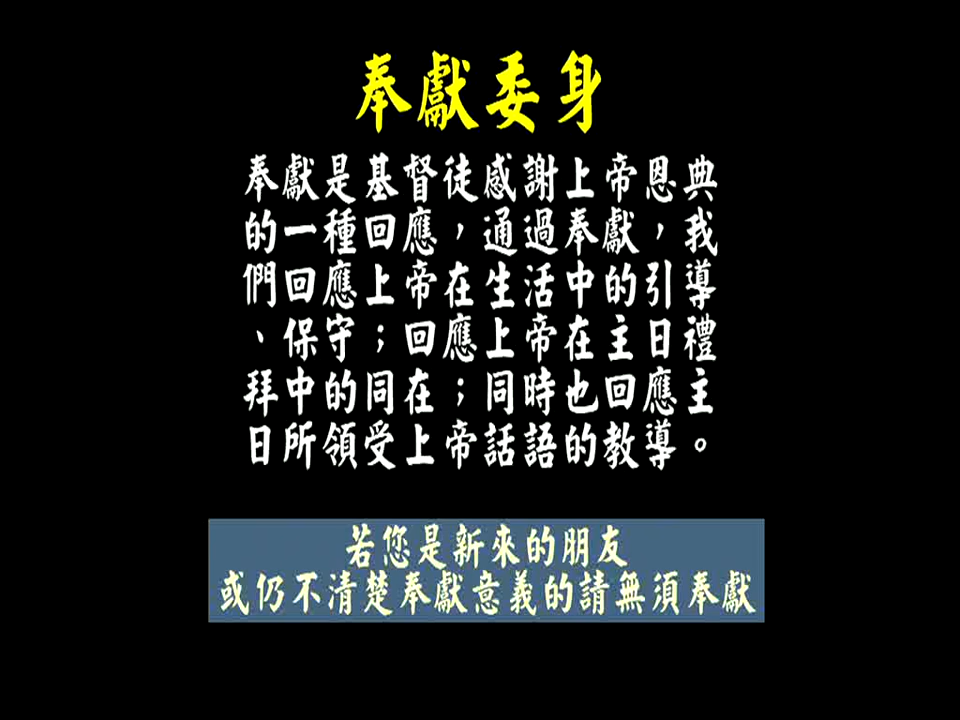 奉獻委身
奉獻是基督徒感謝上帝恩典
的一種回應，通過奉獻，我
們回應上帝在生活中的引導
、保守；回應上帝在主日禮
拜中的同在；同時也回應主
日所領受上帝話語的教導。
若您是新來的朋友
或仍不清楚奉獻意義的請無須奉獻